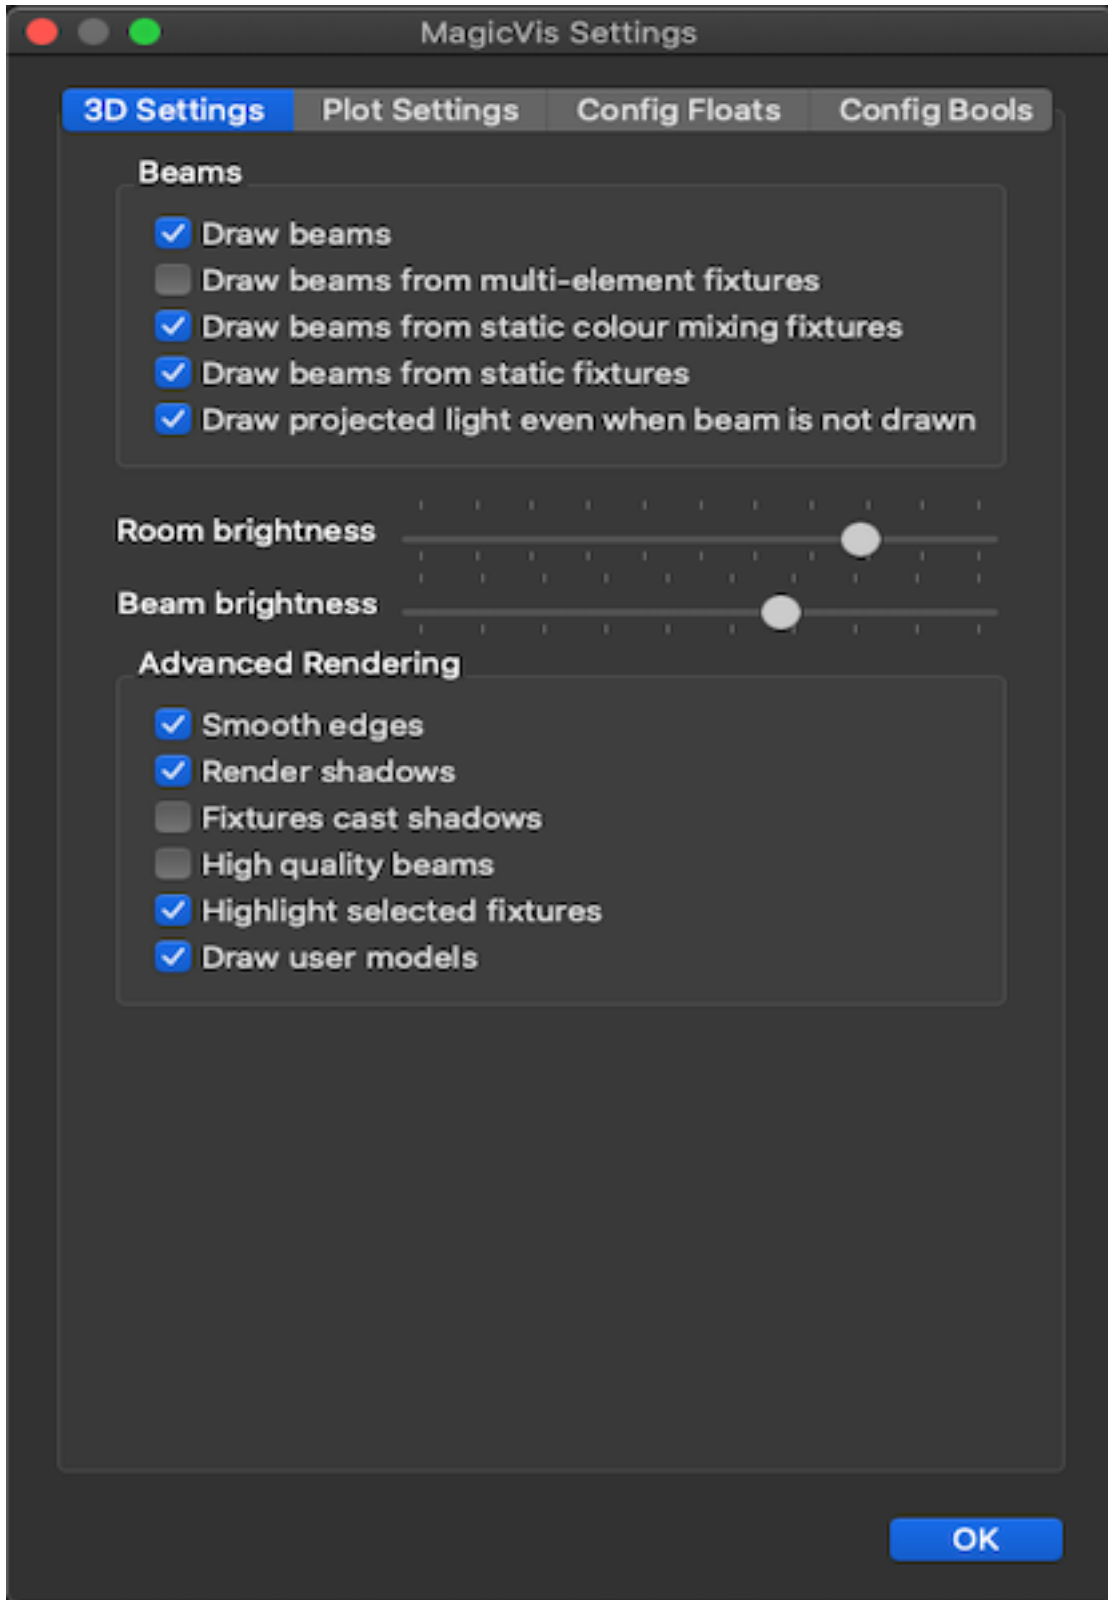 MagicVis Settings
3D Settings Plot Settings Config Floats Config Bools
Beams
Draw beams
Draw beams from multi-element fixtures
Draw beams from static colour mixing fixtures
Draw beams from static fixtures
Draw projected light even when beam is not drawn
Room brightness
Beam brightness
Advanced Rendering
Smooth edges
Render shadows
Fixtures cast shadows
High quality beams
Highlight selected fixtures
Draw user models
OK